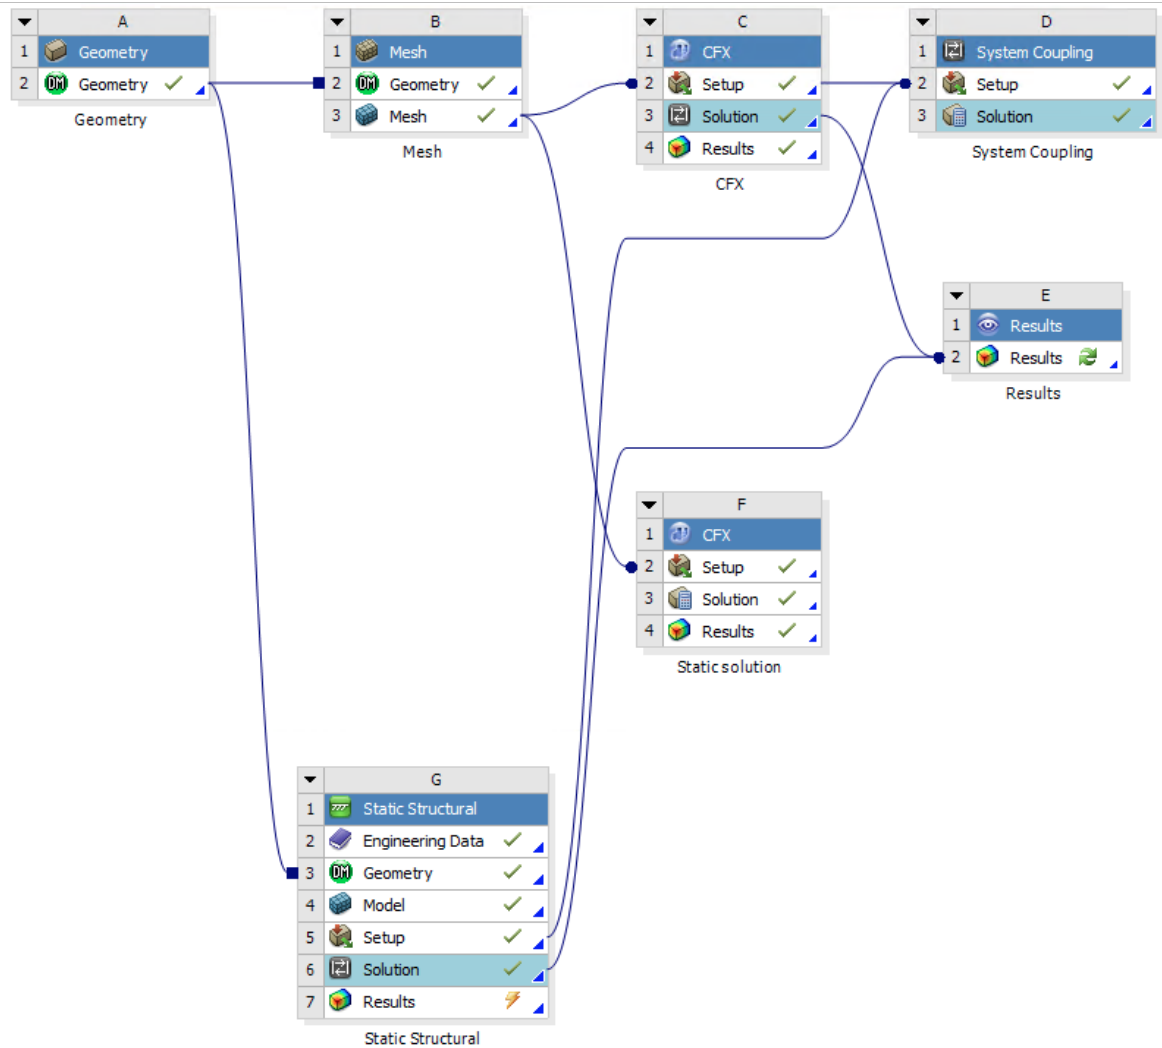 A
1 Geometry
2 DM Geometry
Geometry
B
1 Mesh
2 DM Geometry
3 Mesh
Mesh
C
1 CFX
2 Setup
3 Solution
4 Results
CFX
D
1 System Coupling
2 Setup
3 Solution
System Coupling
E
1 Results
2 Results
Results
F
1 CFX
2 Setup
3 Solution
4 Results
Static solution
G
1 Static Structural
2 Engineering Data
3 DM Geometry
4 Model
5 Setup
6 Solution
7 Results
Static Structural